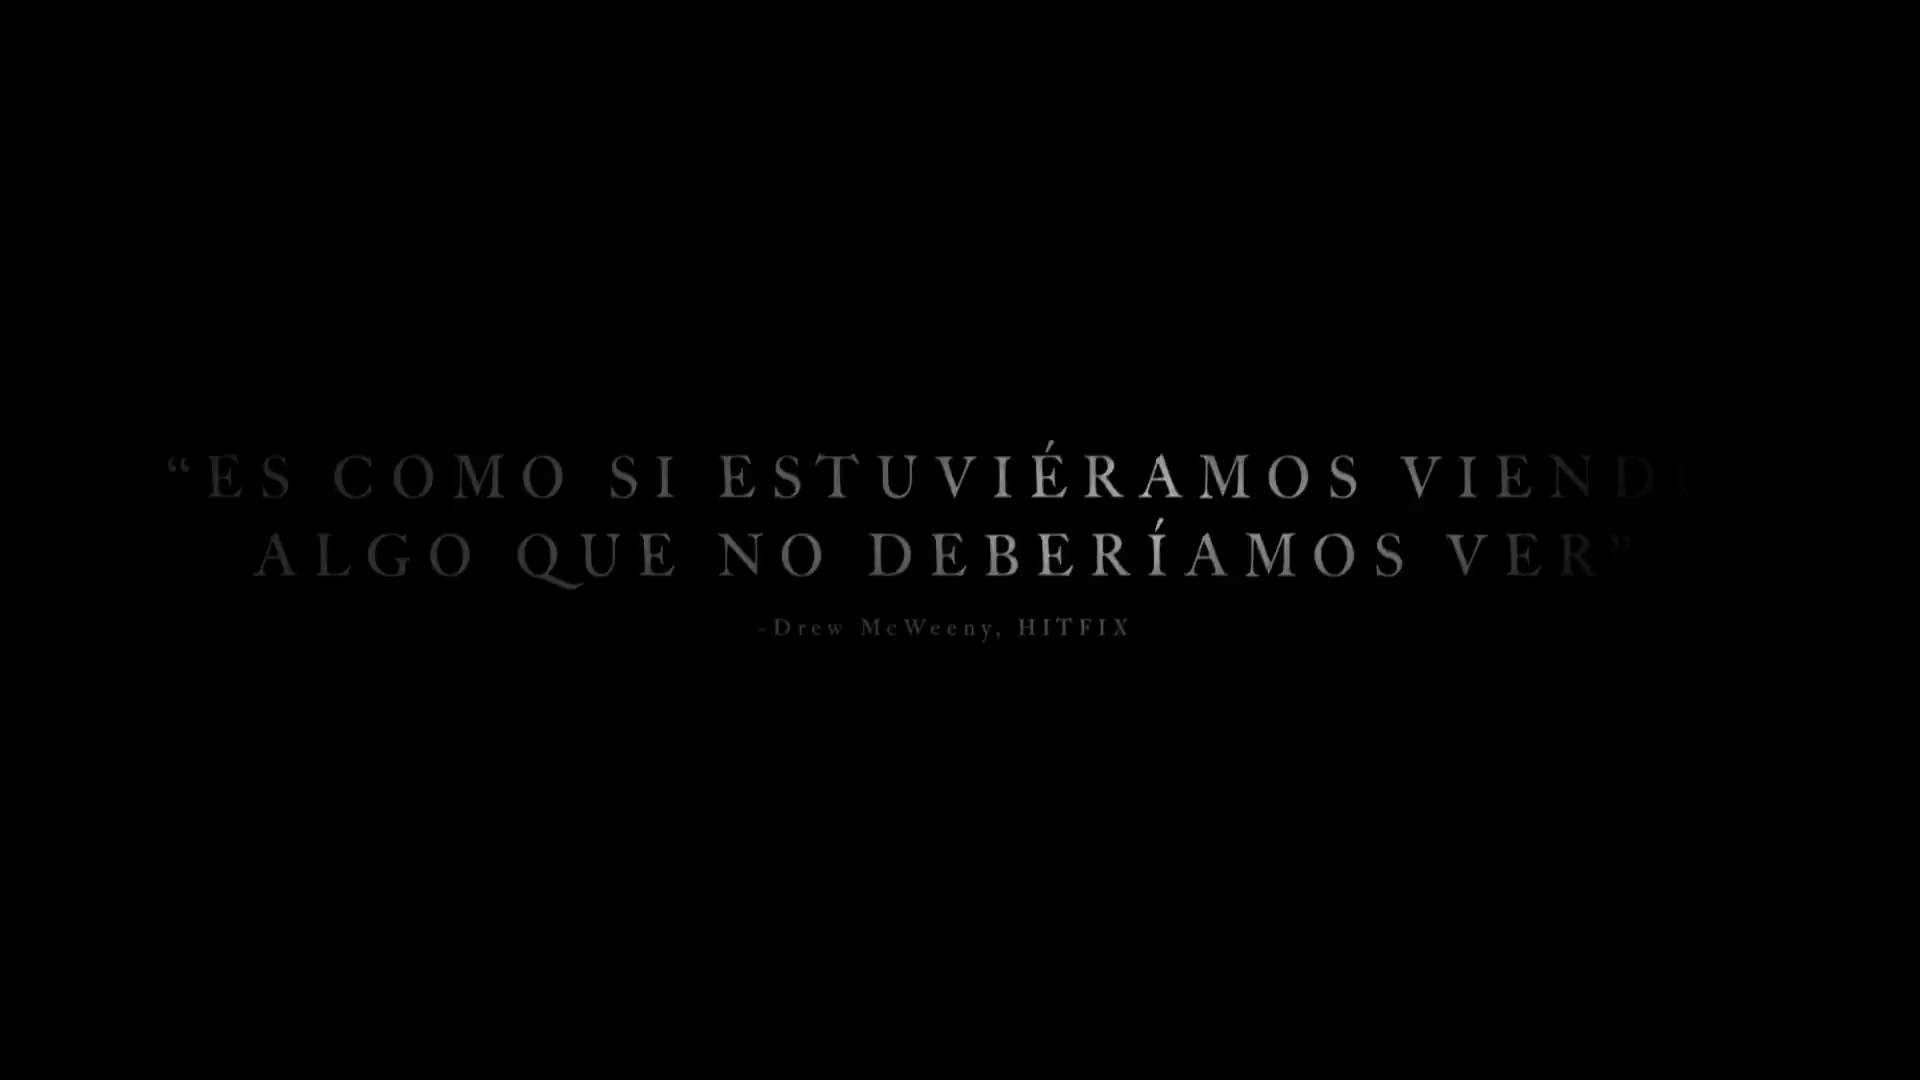 “ES COMO SI ESTUVIÉRAMOS VIENDO
ALGO QUE NO DEBERÍAMOS VER”
-Drew McWeeny, HITFIX